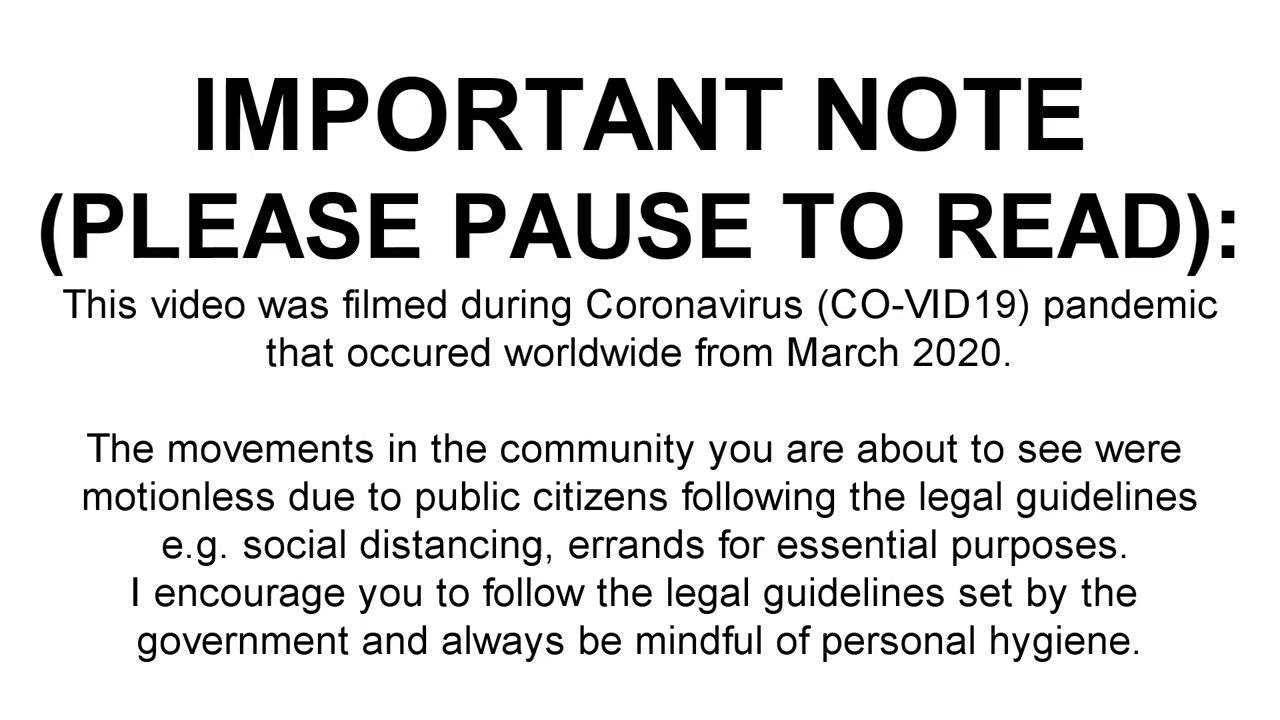 IMPORTANT NOTE
(PLEASE PAUSE TO READ):
This video was filmed during Coronavirus (CO-VID19) pandemic
that occured worldwide from March 2020.
The movements in the community you are about to see were
motionless due to public citizens following the legal guidelines
e.g. social distancing, errands for essential purposes.
I encourage you to follow the legal guidelines set by the
government and always be mindful of personal hygiene.